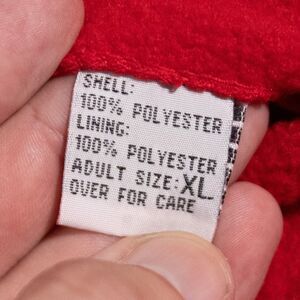 SHELL:
100% POLYESTER
LINING:
100% POLYESTER
ADULT SIZE: XL
OVER FOR CARE